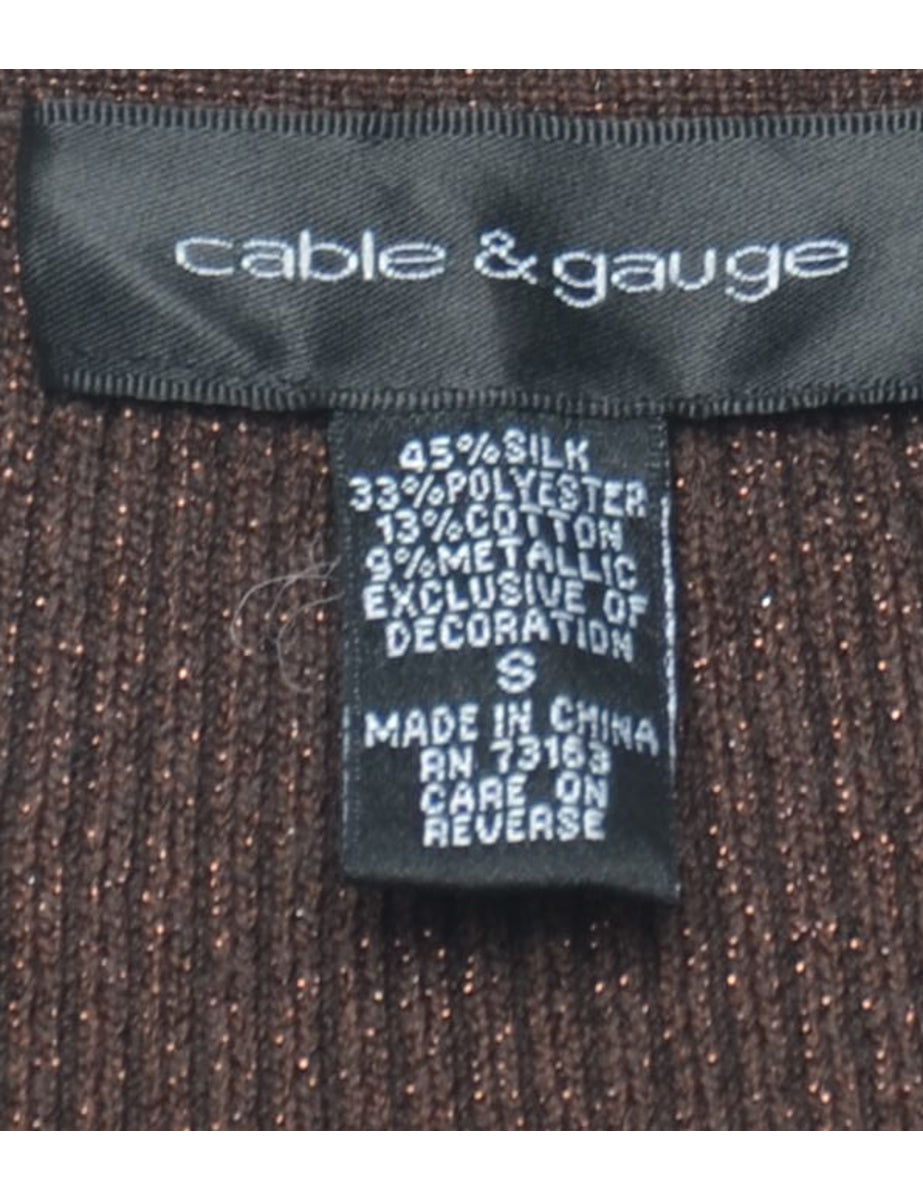 cable & gauge
45%SILK
33%POLYESTER
13%COTTON
9%METALLIC
EXCLUSIVE OF
DECORATION
S
MADE IN CHINA
RN 73163
CARE ON
REVERSE